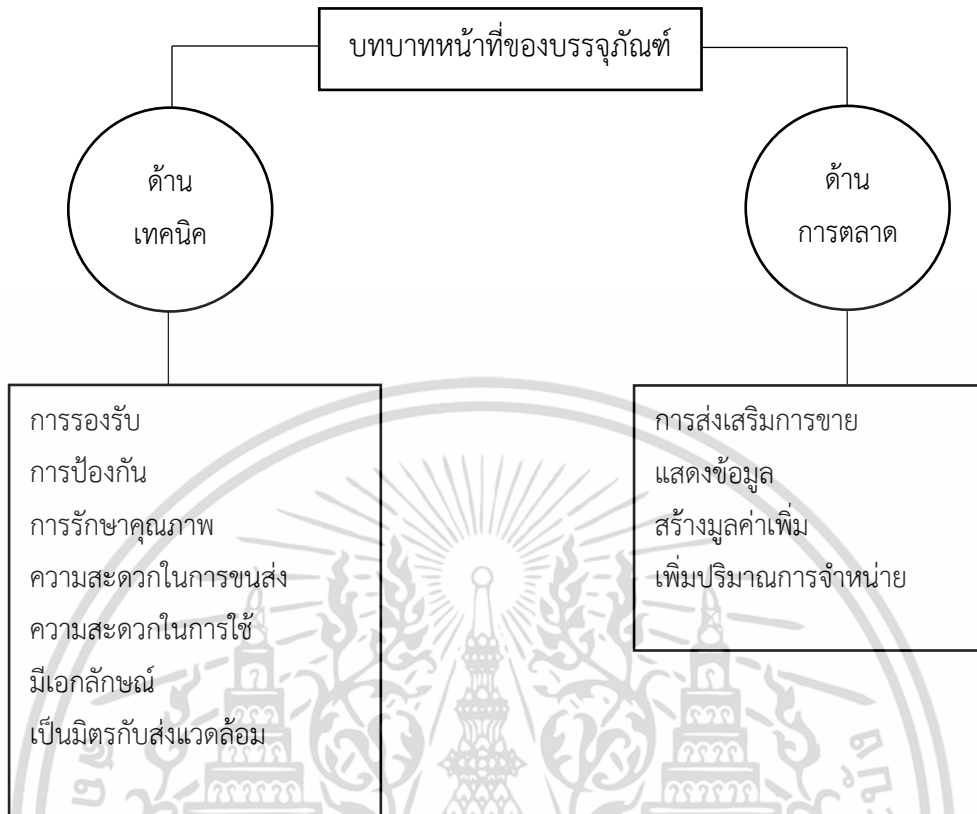 บทบาทหน้าที่ของบรรจุภัณฑ์
ด้าน
เทคนิค
ด้าน
การตลาด
การรองรับ
การป้องกัน
การรักษาคุณภาพ
ความสะดวกในการขนส่ง
ความสะดวกในการใช้
มีเอกลักษณ์
เป็นมิตรกับส่งแวดล้อม
การส่งเสริมการขาย
แสดงข้อมูล
สร้างมูลค่าเพิ่ม
เพิ่มปริมาณการจำหน่าย